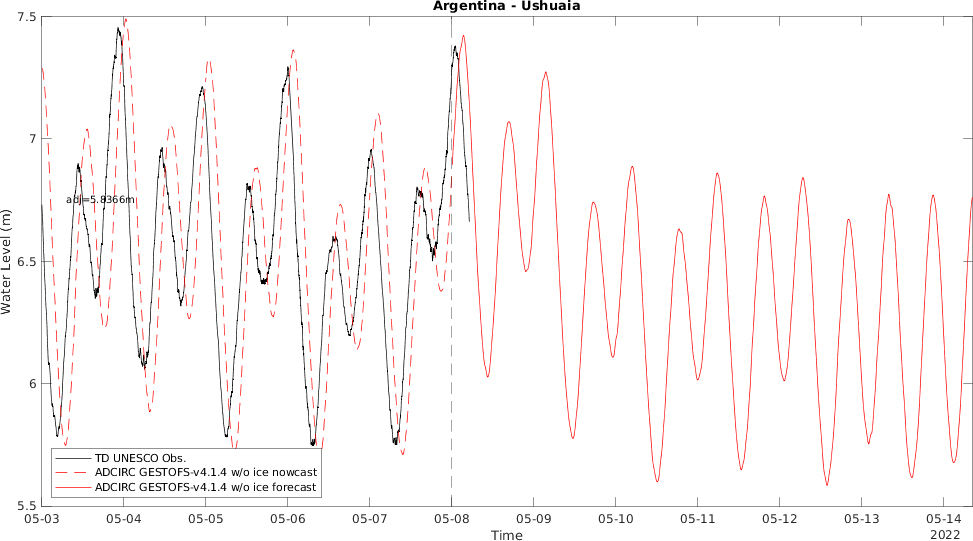 Argentina - Ushuaia
7.5
7
6.5
6
5.5
Water Level (m)
adj=5.8366m
TD UNESCO Obs.
ADCIRC GESTOFS-v4.1.4 w/o ice nowcast
ADCIRC GESTOFS-v4.1.4 w/o ice forecast
05-03 05-04 05-05 05-06 05-07 05-08 05-09 05-10 05-11 05-12 05-13 05-14
Time
2022